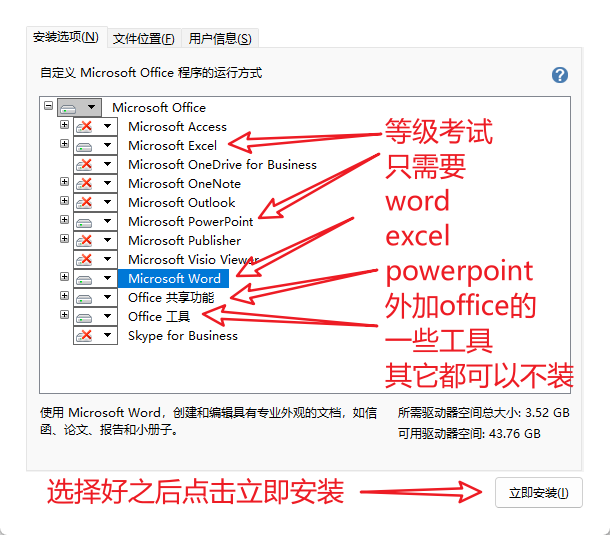 安装选项(N) 文件位置(F) 用户信息(S)
自定义 Microsoft Office 程序的运行方式
Microsoft Office
Microsoft Access
Microsoft Excel
Microsoft OneDrive for Business
Microsoft OneNote
Microsoft Outlook
Microsoft PowerPoint
Microsoft Publisher
Microsoft Visio Viewer
Microsoft Word
Office 共享功能
Office 工具
Skype for Business
等级考试
只需要
word
excel
powerpoint
外加office的
一些工具
其它都可以不装
使用 Microsoft Word，创建和编辑具有专业外观的文档，如信
函、论文、报告和小册子。
所需驱动器空间总大小: 3.52 GB
可用驱动器空间: 43.76 GB
选择好之后点击立即安装
立即安装(I)